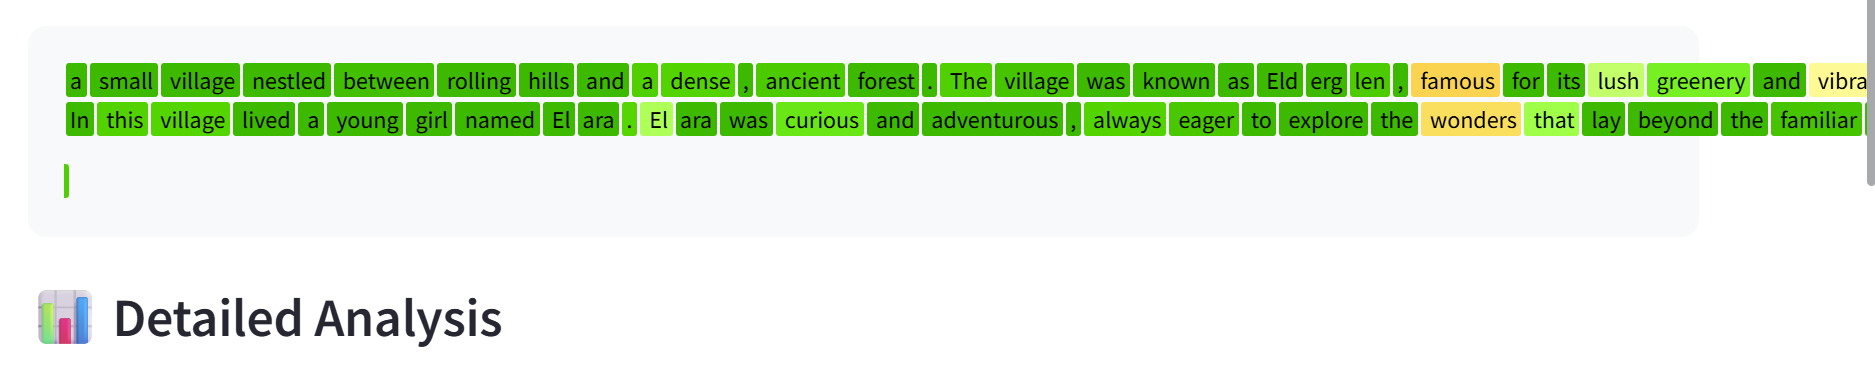 a small village nestled between rolling hills and a dense, ancient forest. The village was known as Eld erg len, famous for its lush greenery and vibra
In this village lived a young girl named El ara. El ara was curious and adventurous, always eager to explore the wonders that lay beyond the familiar
Detailed Analysis